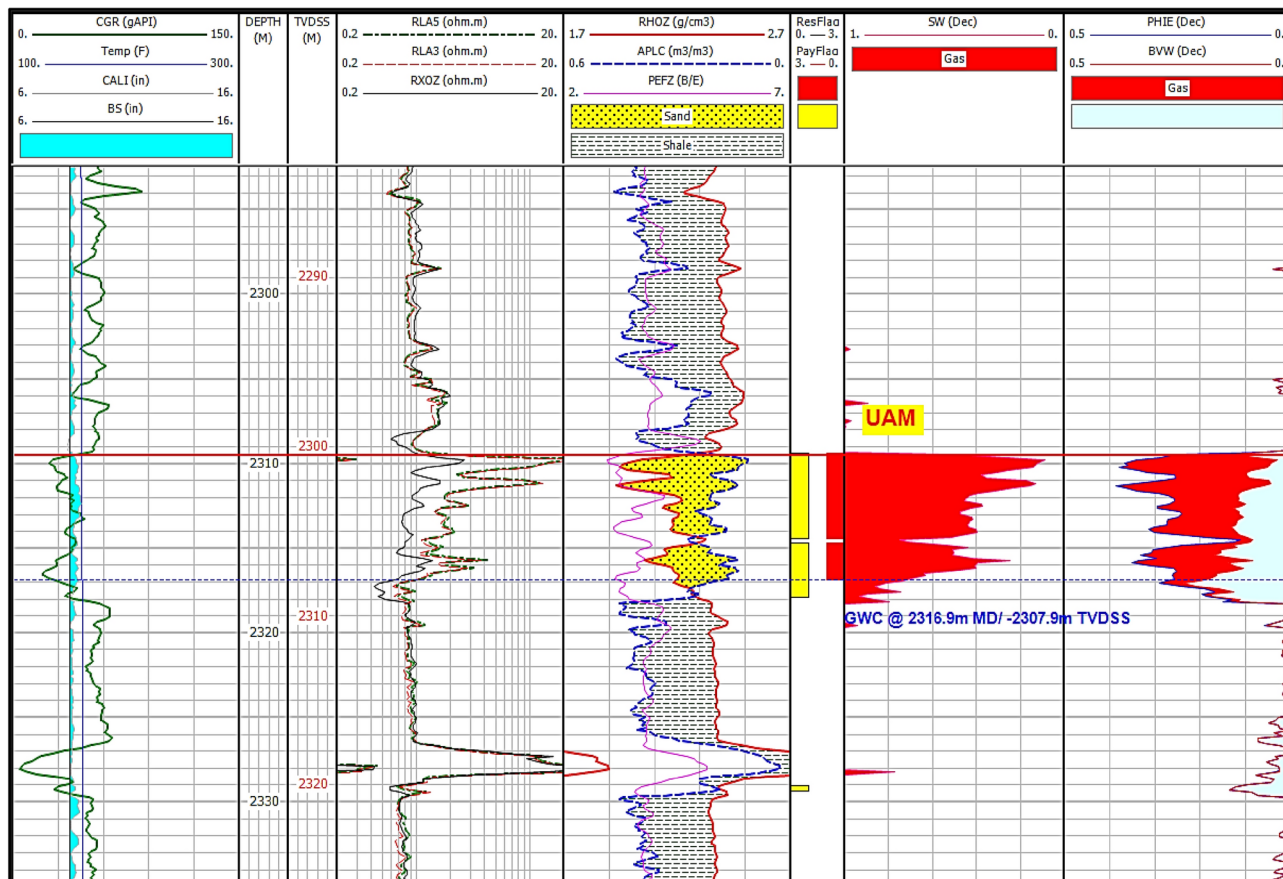 CGR (gAPI)
0. 150.
Temp (F)
100. 300.
CALI (in)
6. 16.
BS (in)
6. 16.
DEPTH
(M)
TVDSS
(M)
RLA5 (ohm.m)
0.2 20.
RLA3 (ohm.m)
0.2 20.
RXOZ (ohm.m)
0.2 20.
RHOZ (g/cm3)
1.7 2.7
APLC (m3/m3)
0.6 0.
PEFZ (B/E)
2. 7.
Sand
Shale
ResFlag
0. 3.
PayFlag
3. 0.
SW (Dec)
1. 0.
Gas
PHIE (Dec)
0.5 0.
BVW (Dec)
0.5 0.
Gas
2290
2300
UAM
2300
2310
2310
GWC @ 2316.9m MD/ -2307.9m TVDSS
2320
2320
2330